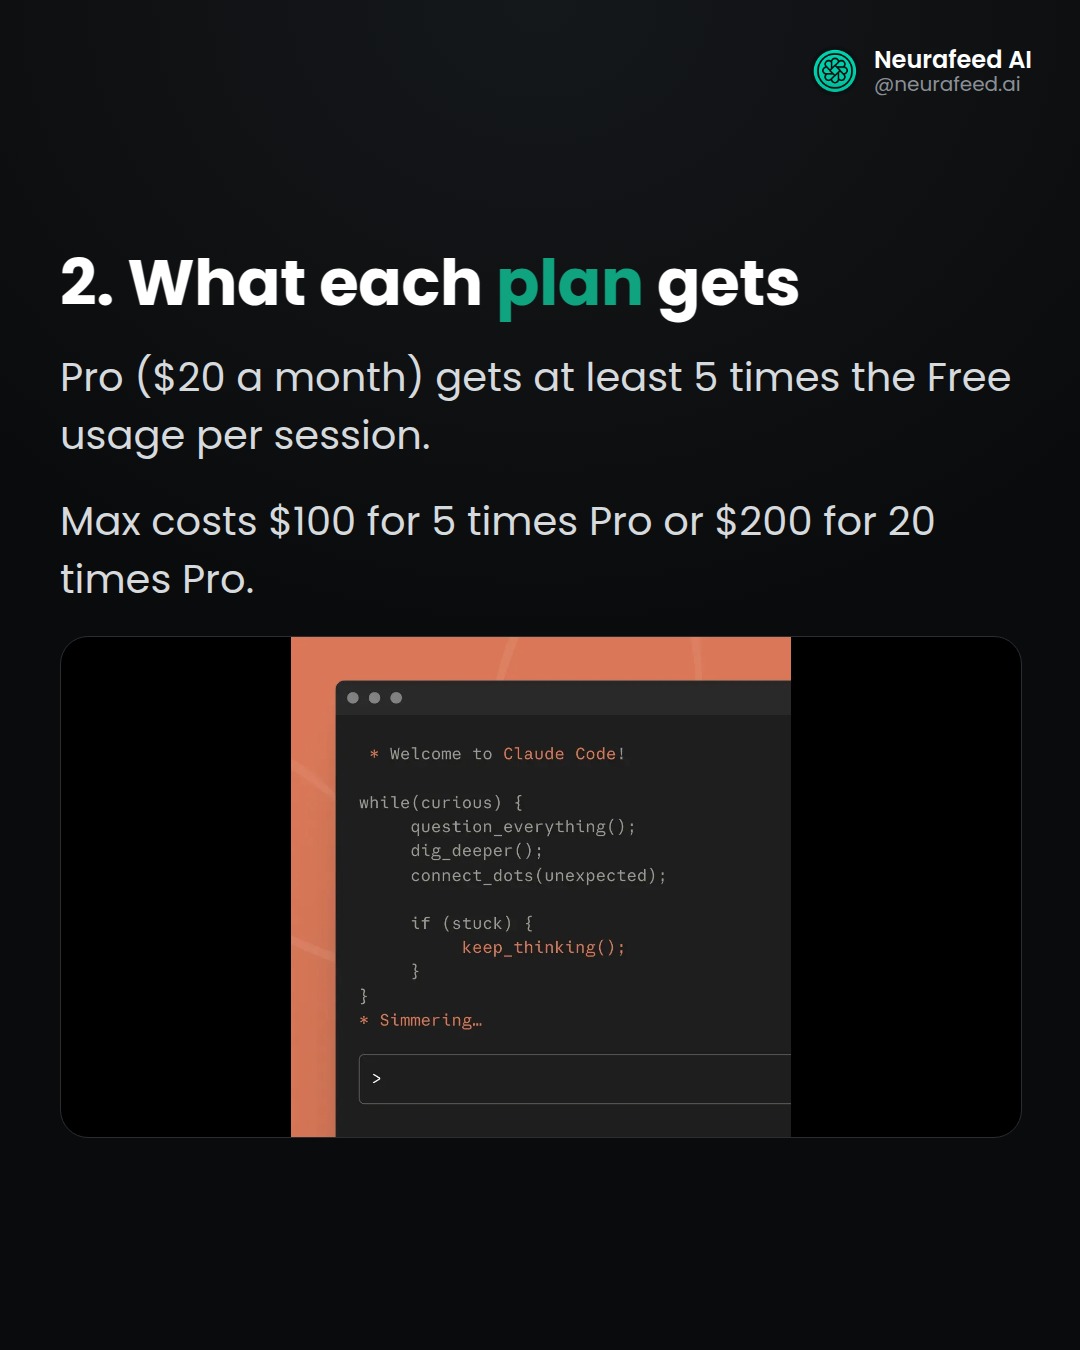 Neurafeed AI
@neurafeed.ai
2. What each plan gets
Pro ($20 a month) gets at least 5 times the Free
usage per session.
Max costs $100 for 5 times Pro or $200 for 20
times Pro.
* Welcome to Claude Code!
while(curious) {
question_everything();
dig_deeper();
connect_dots(unexpected);
if (stuck) {
keep_thinking();
}
}
* Simmering…
>